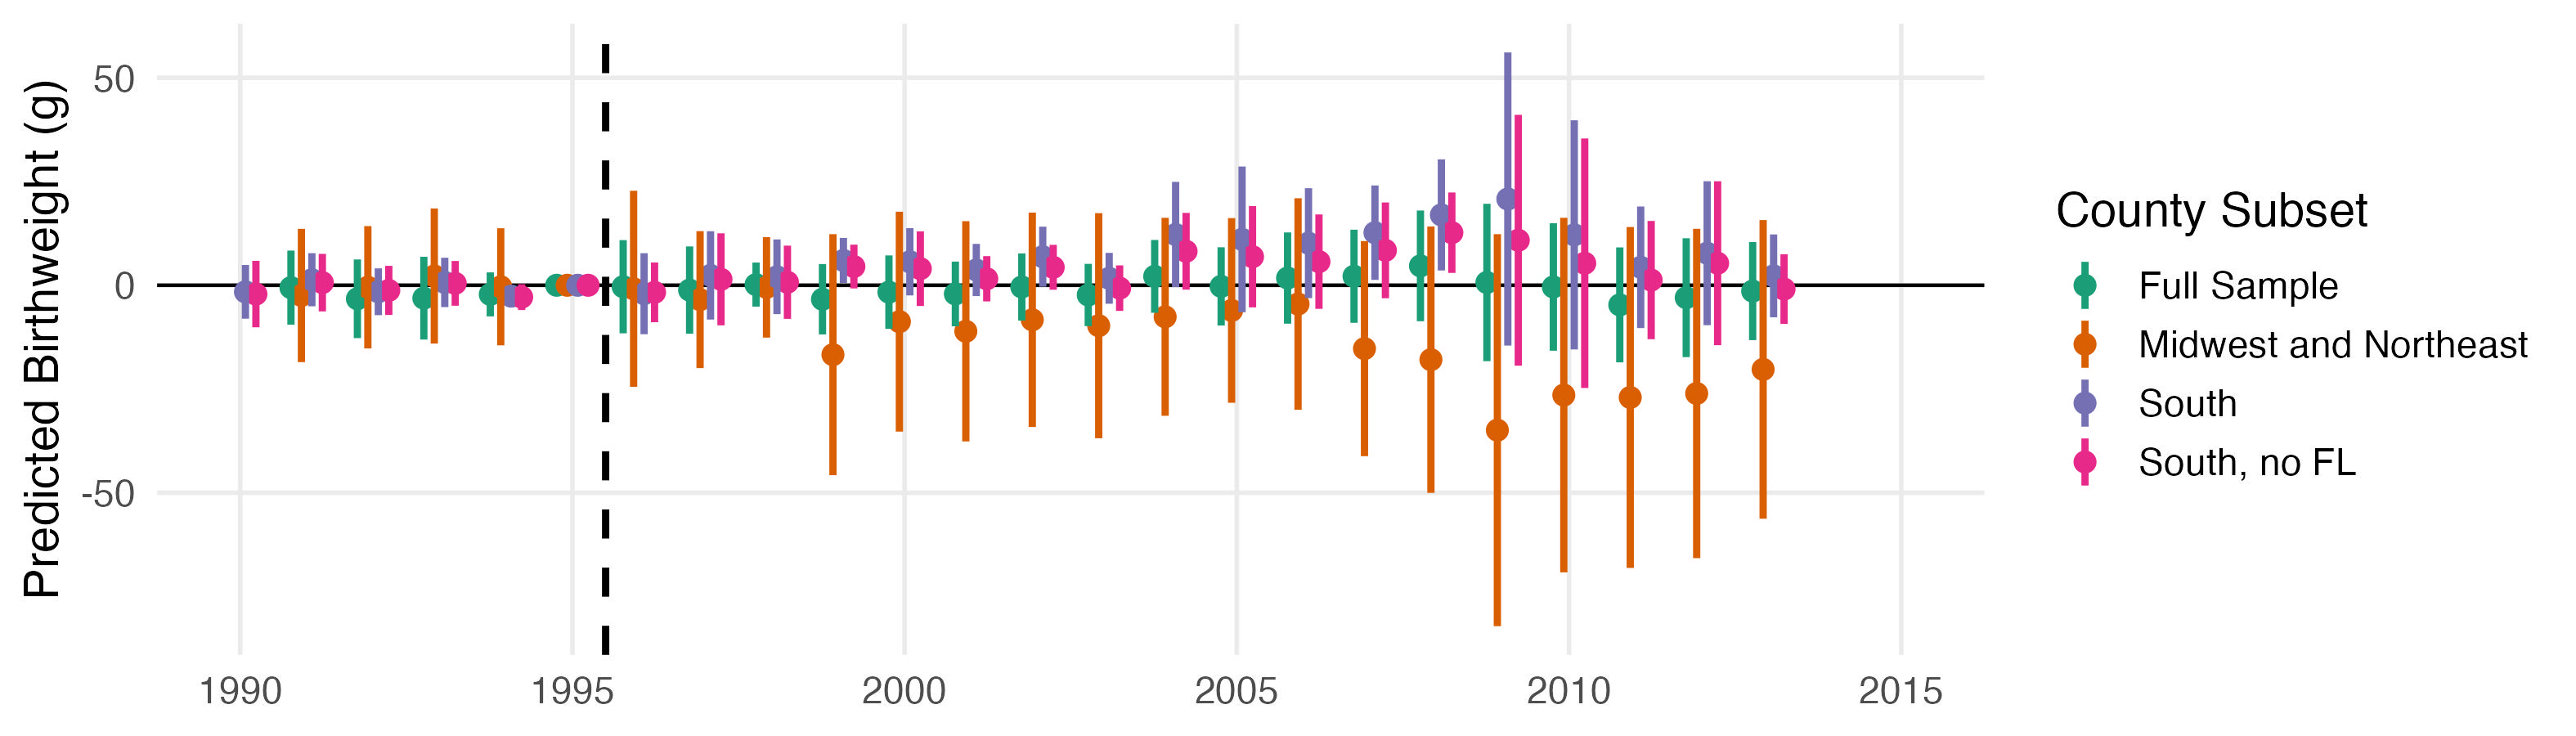 Predicted Birthweight (g)
50
0
-50
1990 1995 2000 2005 2010 2015
County Subset
Full Sample
Midwest and Northeast
South
South, no FL